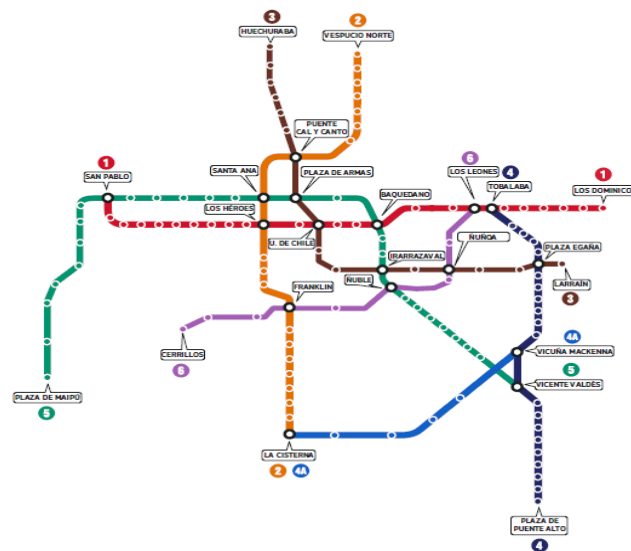 3
HUECHURABA
2
VESPUCIO NORTE
PUENTE
CAL Y CANTO
1
SAN PABLO
SANTA ANA
PLAZA DE ARMAS
6
LOS LEONES
4
TOBALABA
1
LOS DOMINICO
BAQUEDANO
LOS HÉROES
U. DE CHILE
ÑUÑOA
IRARRAZAVAL
PLAZA EGAÑA
LARRAÍN
3
FRANKLIN
ÑUBLE
CERRILLOS
6
4A
VICUÑA MACKENNA
5
VICENTE VALDÉS
PLAZA DE MAIPÚ
5
LA CISTERNA
2
4A
PLAZA DE
PUENTE ALTO
4